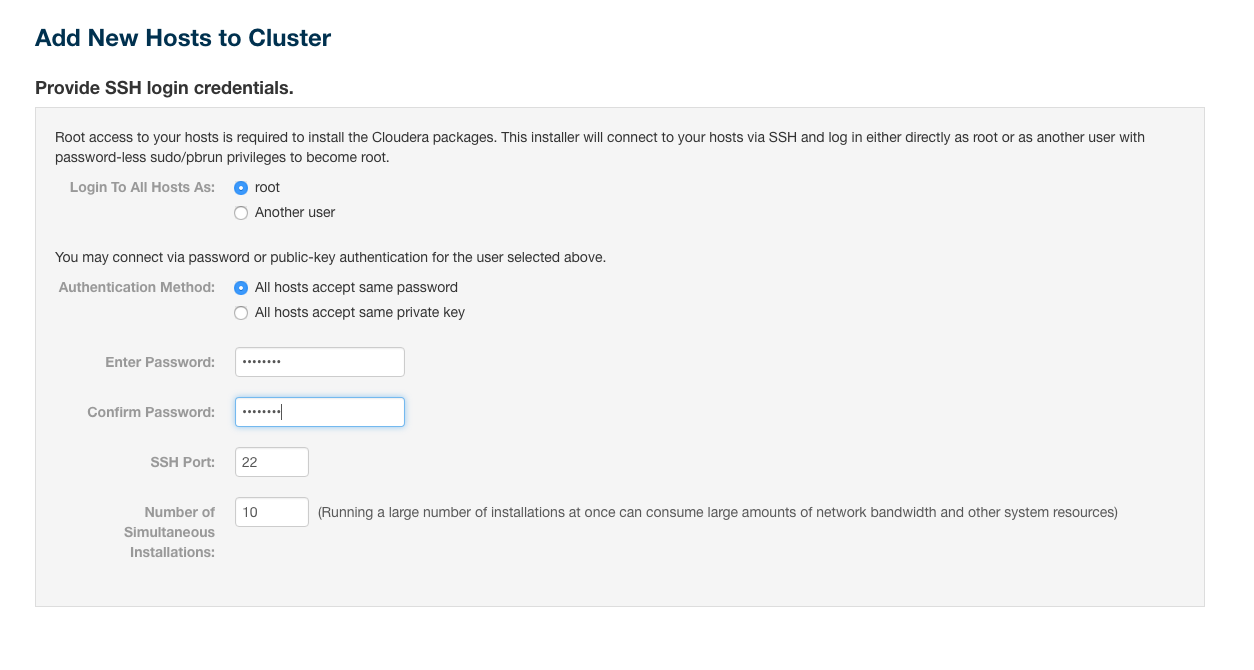 Add New Hosts to Cluster
Provide SSH login credentials.
Root access to your hosts is required to install the Cloudera packages. This installer will connect to your hosts via SSH and log in either directly as root or as another user with
password-less sudo/pbrun privileges to become root.
Login To All Hosts As: root
Another user
You may connect via password or public-key authentication for the user selected above.
Authentication Method: All hosts accept same password
All hosts accept same private key
Enter Password: ••••••••
Confirm Password: ••••••••
SSH Port: 22
Number of 10 (Running a large number of installations at once can consume large amounts of network bandwidth and other system resources)
Simultaneous
Installations: